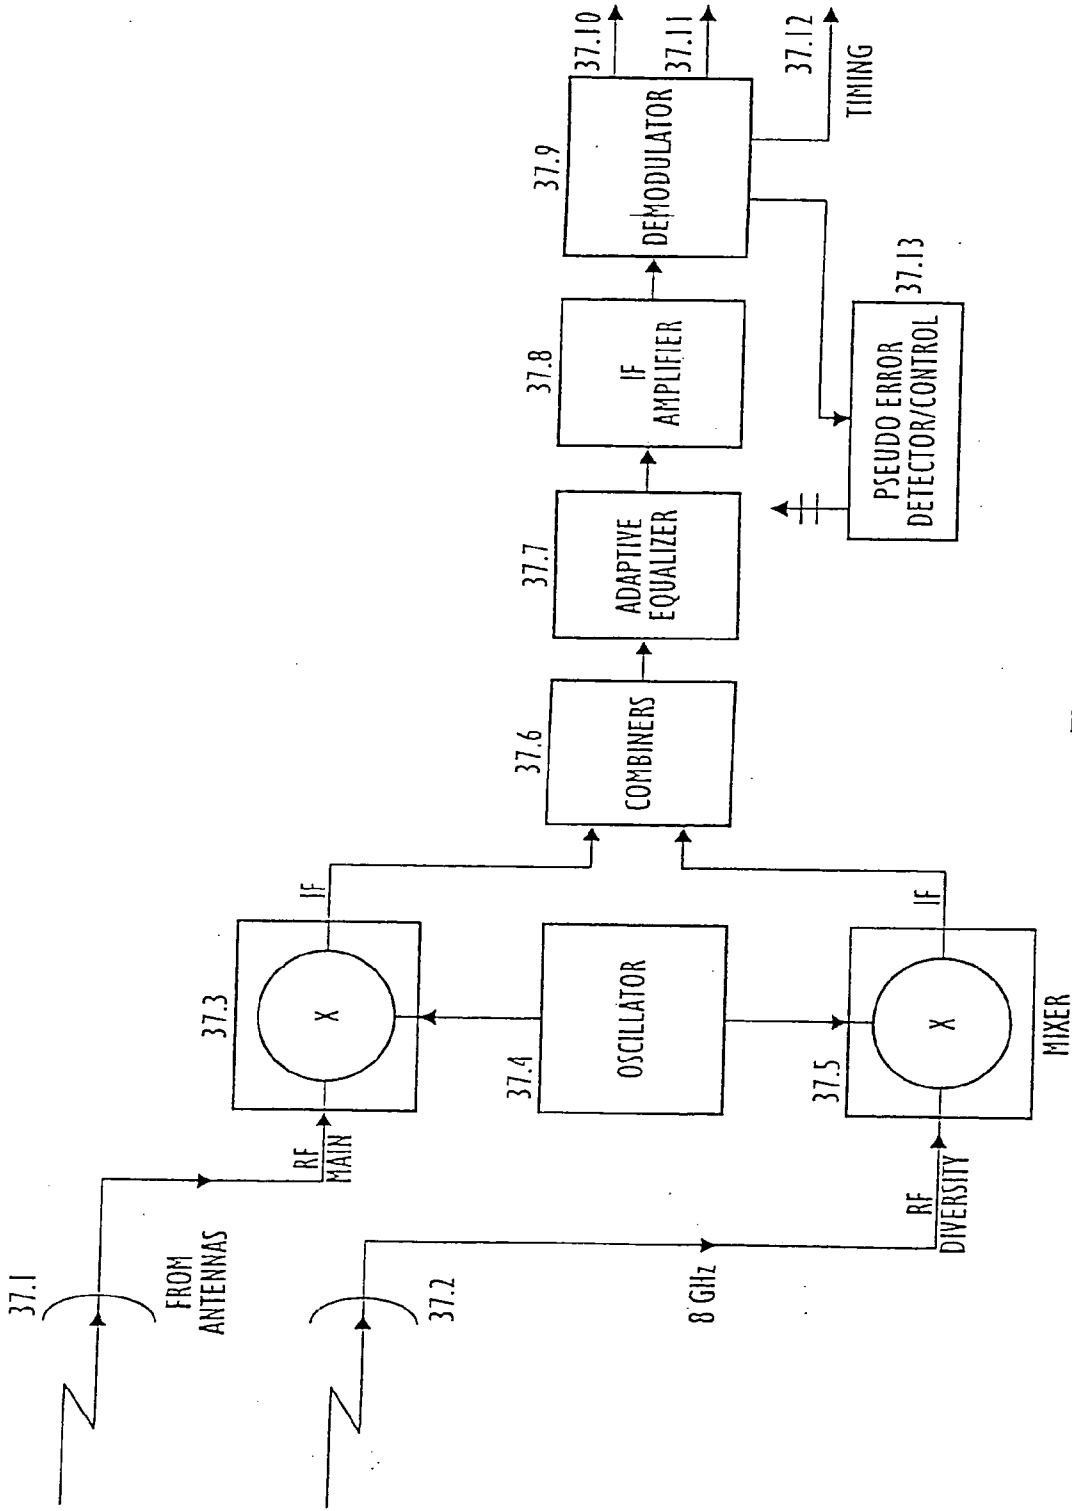 37.1
FROM
ANTENNAS
37.2
8 GHz
RF
MAIN
RF
DIVERSITY
37.3
X
IF
37.4
OSCILLATOR
37.5
X
IF
MIXER
37.6
COMBINERS
37.7
ADAPTIVE
EQUALIZER
37.8
IF
AMPLIFIER
37.9
DEMODULATOR
37.10
37.11
37.12
TIMING
37.13
PSEUDO ERROR
DETECTOR/CONTROL